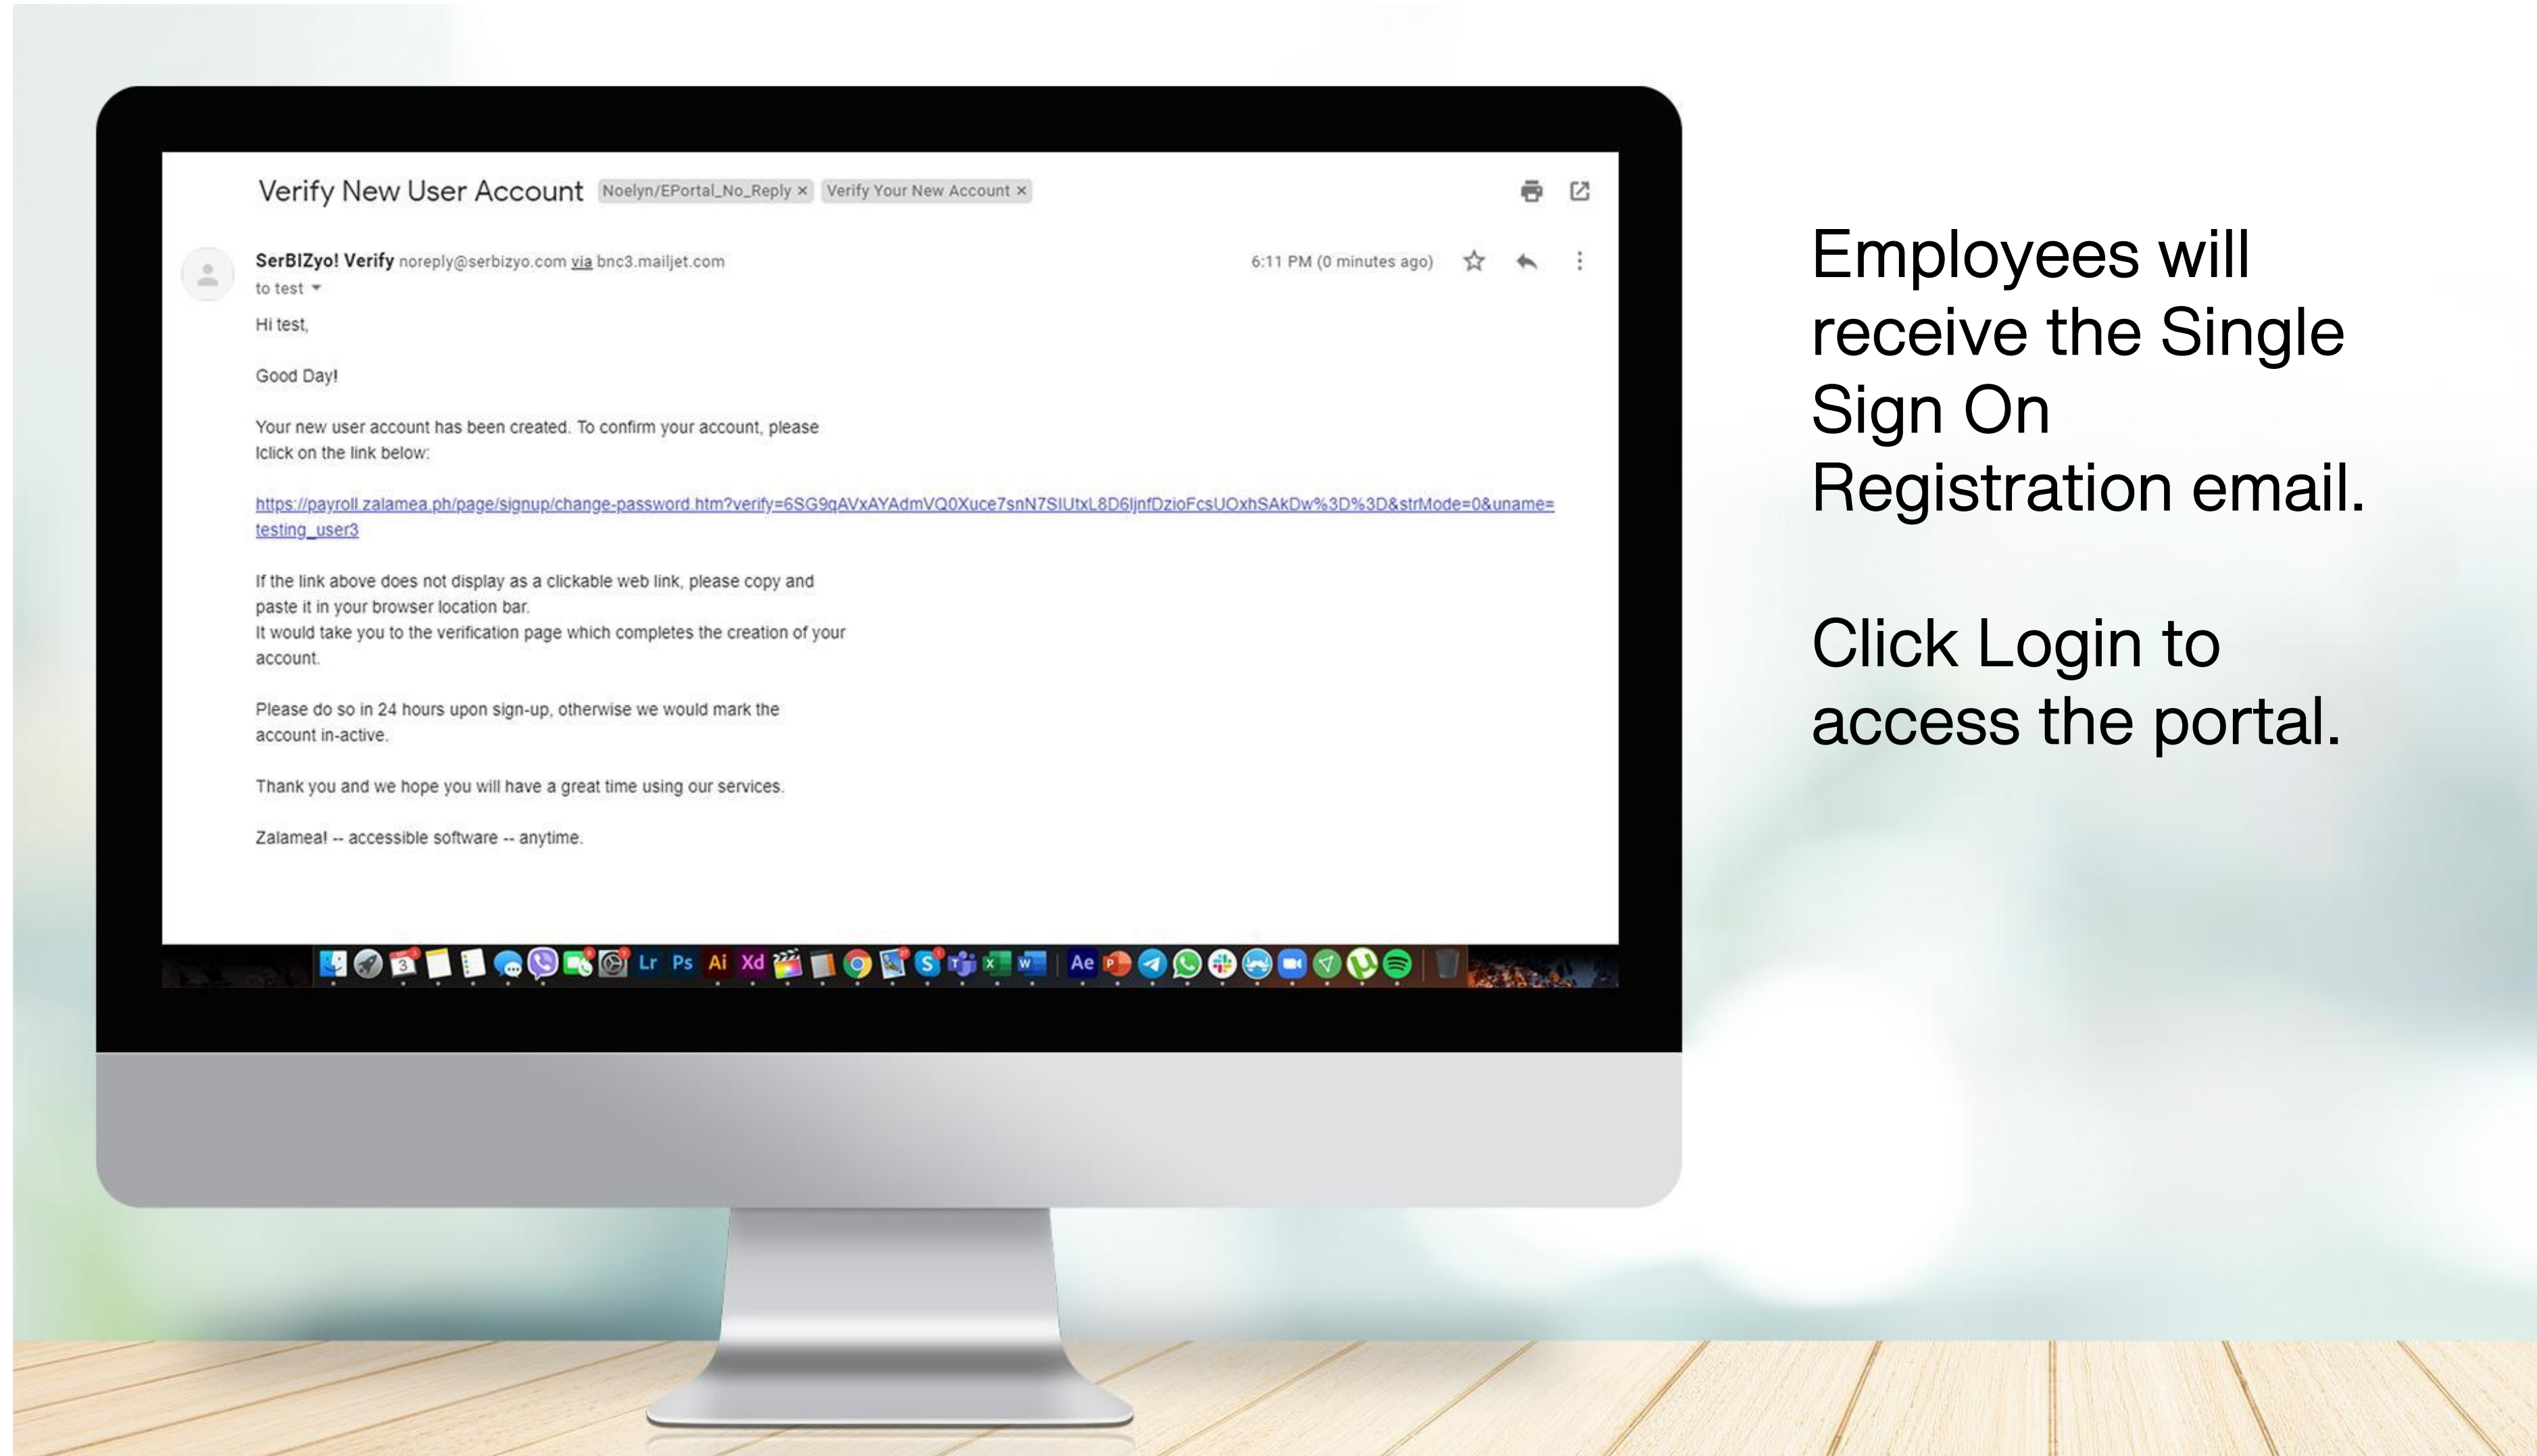 Verify New User Account Noelyn/EPortal_No_Reply × Verify Your New Account ×
SerBIZyo! Verify noreply@serbizyo.com via bnc3.mailjet.com 6:11 PM (0 minutes ago)
to test
Hi test,
Good Day!
Your new user account has been created. To confirm your account, please
lclick on the link below:
https://payroll.zalamea.ph/page/signup/change-password.htm?verify=6SG9qAVxAYAdmVQ0Xuce7snN7SIUtxL8D6IjnfDzioFcsUOxhSAkDw%3D%3D&strMode=0&uname=
testing_user3
If the link above does not display as a clickable web link, please copy and
paste it in your browser location bar.
It would take you to the verification page which completes the creation of your
account.
Please do so in 24 hours upon sign-up, otherwise we would mark the
account in-active.
Thank you and we hope you will have a great time using our services.
Zalamea! -- accessible software -- anytime.
3 Lr Ps Ai Xd S T X W Ae P
Employees will
receive the Single
Sign On
Registration email.
Click Login to
access the portal.